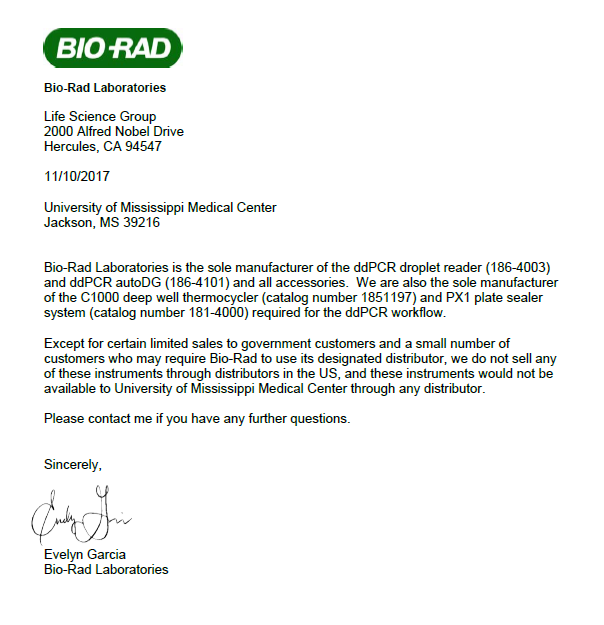 BIO-RAD
Bio-Rad Laboratories
Life Science Group
2000 Alfred Nobel Drive
Hercules, CA 94547
11/10/2017
University of Mississippi Medical Center
Jackson, MS 39216
Bio-Rad Laboratories is the sole manufacturer of the ddPCR droplet reader (186-4003)
and ddPCR autoDG (186-4101) and all accessories.  We are also the sole manufacturer
of the C1000 deep well thermocycler (catalog number 1851197) and PX1 plate sealer
system (catalog number 181-4000) required for the ddPCR workflow.
Except for certain limited sales to government customers and a small number of
customers who may require Bio-Rad to use its designated distributor, we do not sell any
of these instruments through distributors in the US, and these instruments would not be
available to University of Mississippi Medical Center through any distributor.
Please contact me if you have any further questions.
Sincerely,
Evelyn Garcia
Bio-Rad Laboratories